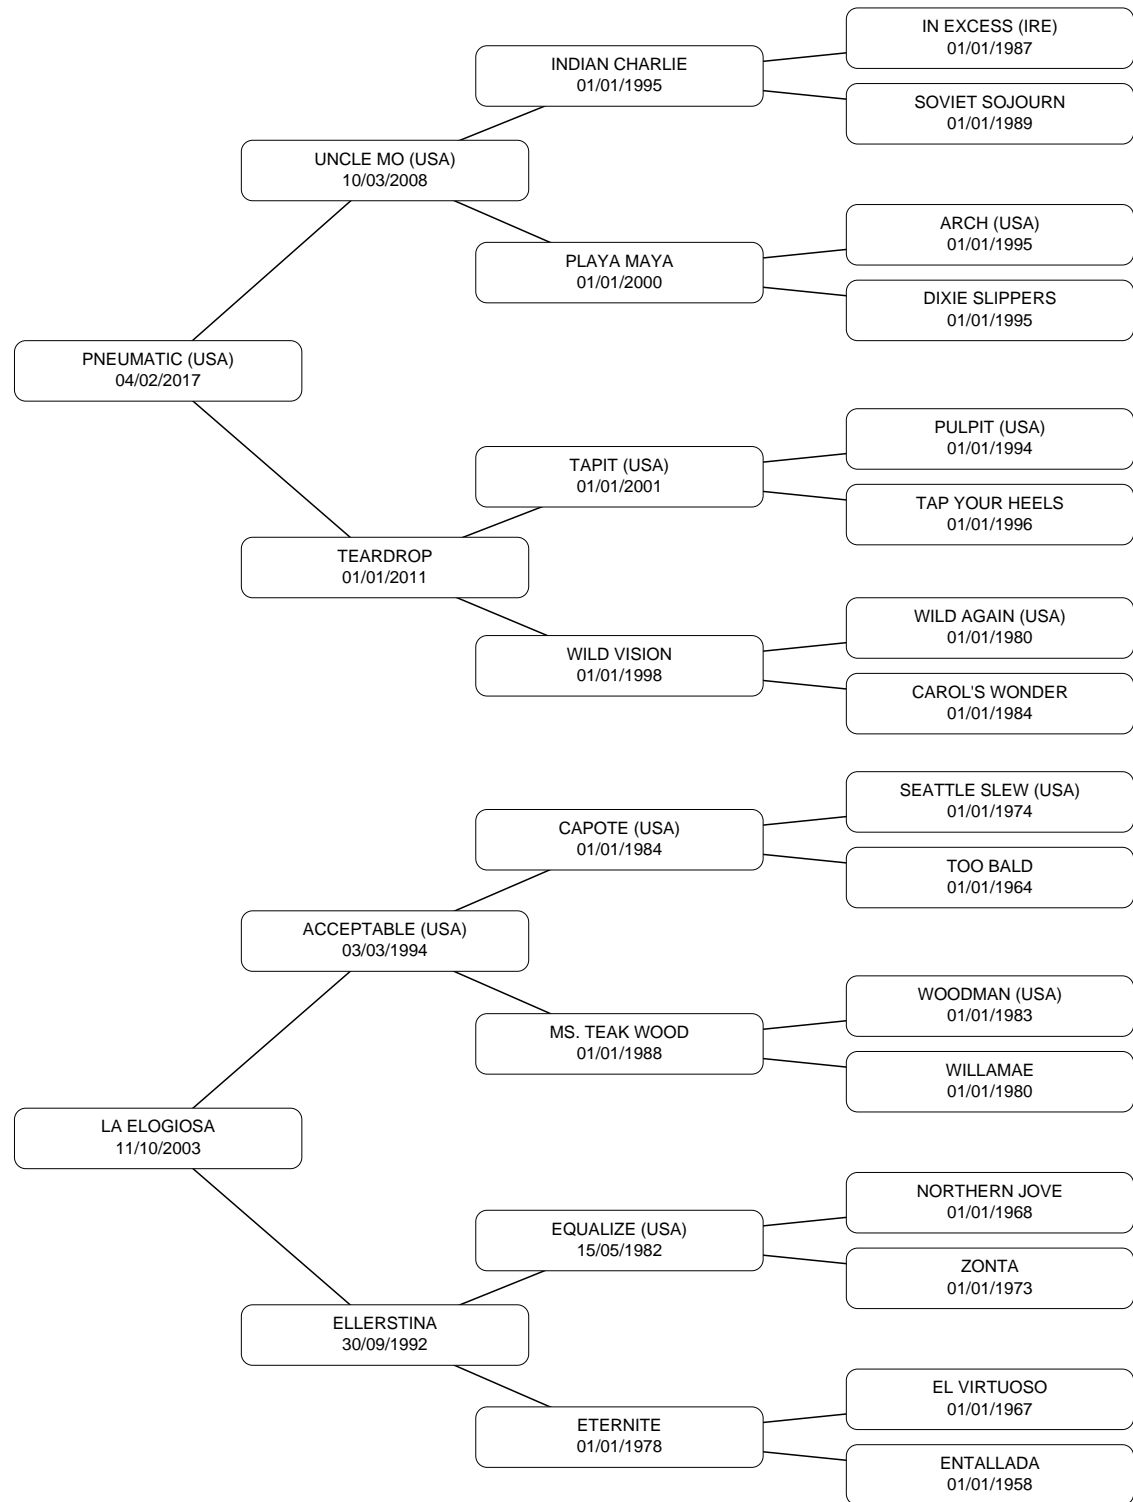 IN EXCESS (IRE)
01/01/1987
INDIAN CHARLIE
01/01/1995
SOVIET SOJOURN
01/01/1989
UNCLE MO (USA)
10/03/2008
ARCH (USA)
01/01/1995
PLAYA MAYA
01/01/2000
DIXIE SLIPPERS
01/01/1995
PNEUMATIC (USA)
04/02/2017
PULPIT (USA)
01/01/1994
TAPIT (USA)
01/01/2001
TAP YOUR HEELS
01/01/1996
TEARDROP
01/01/2011
WILD AGAIN (USA)
01/01/1980
WILD VISION
01/01/1998
CAROL'S WONDER
01/01/1984
SEATTLE SLEW (USA)
01/01/1974
CAPOTE (USA)
01/01/1984
TOO BALD
01/01/1964
ACCEPTABLE (USA)
03/03/1994
WOODMAN (USA)
01/01/1983
MS. TEAK WOOD
01/01/1988
WILLAMAE
01/01/1980
LA ELOGIOSA
11/10/2003
NORTHERN JOVE
01/01/1968
EQUALIZE (USA)
15/05/1982
ZONTA
01/01/1973
ELLERSTINA
30/09/1992
EL VIRTUOSO
01/01/1967
ETERNITE
01/01/1978
ENTALLADA
01/01/1958